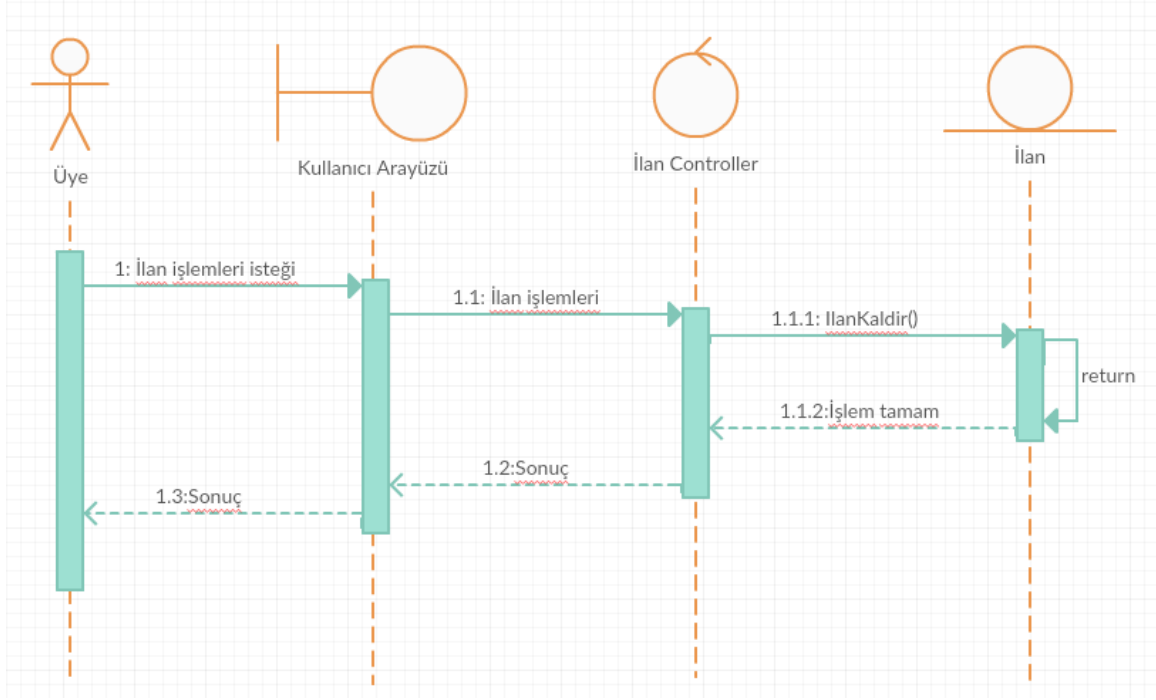 Üye
Kullanıcı Arayüzü
İlan Controller
İlan
1: İlan işlemleri isteği
1.1: İlan işlemleri
1.1.1: IlanKaldir()
return
1.1.2:İşlem tamam
1.2:Sonuç
1.3:Sonuç